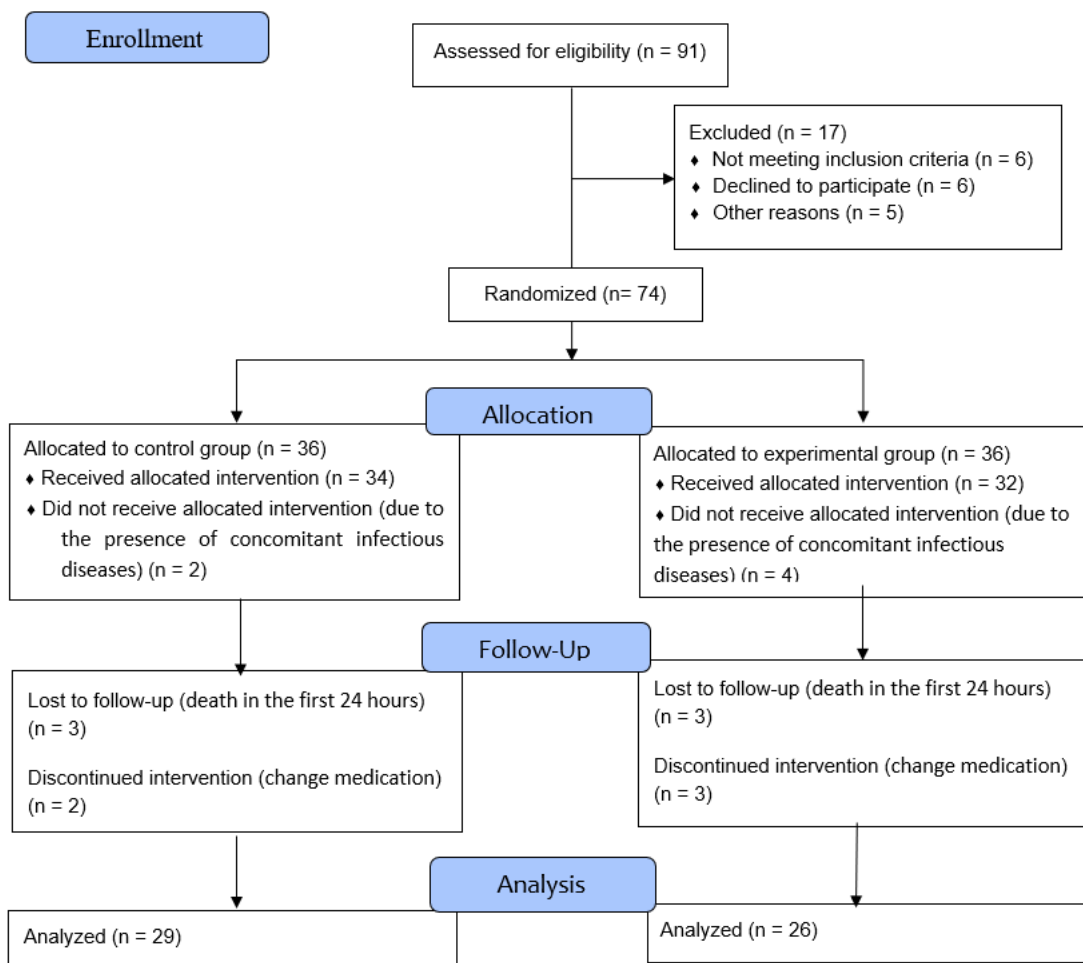 Enrollment
Assessed for eligibility (n = 91)
Excluded (n = 17)
♦ Not meeting inclusion criteria (n = 6)
♦ Declined to participate (n = 6)
♦ Other reasons (n = 5)
Randomized (n= 74)
Allocation
Allocated to control group (n = 36)
♦ Received allocated intervention (n = 34)
♦ Did not receive allocated intervention (due to
the presence of concomitant infectious
diseases) (n = 2)
Allocated to experimental group (n = 36)
♦ Received allocated intervention (n = 32)
♦ Did not receive allocated intervention (due to
the presence of concomitant infectious
diseases) (n = 4)
Follow-Up
Lost to follow-up (death in the first 24 hours)
(n = 3)
Discontinued intervention (change medication)
(n = 2)
Lost to follow-up (death in the first 24 hours)
(n = 3)
Discontinued intervention (change medication)
(n = 3)
Analysis
Analyzed (n = 29)
Analyzed (n = 26)